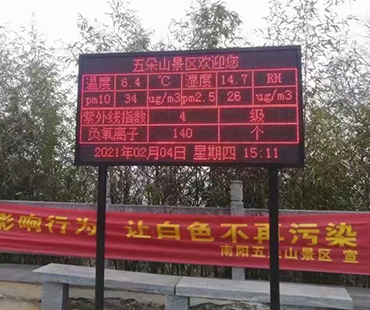 五朵山景区欢迎您
温度 6.4 ℃ 湿度 14.7 RH
pm10 34 ug/m3 pm2.5 26 ug/m3
紫外线指数 4 级
负氧离子 140 个
2021年02月04日 星期四 15:11
影响行为 让白色不再污染
南阳五朵山景区 宣